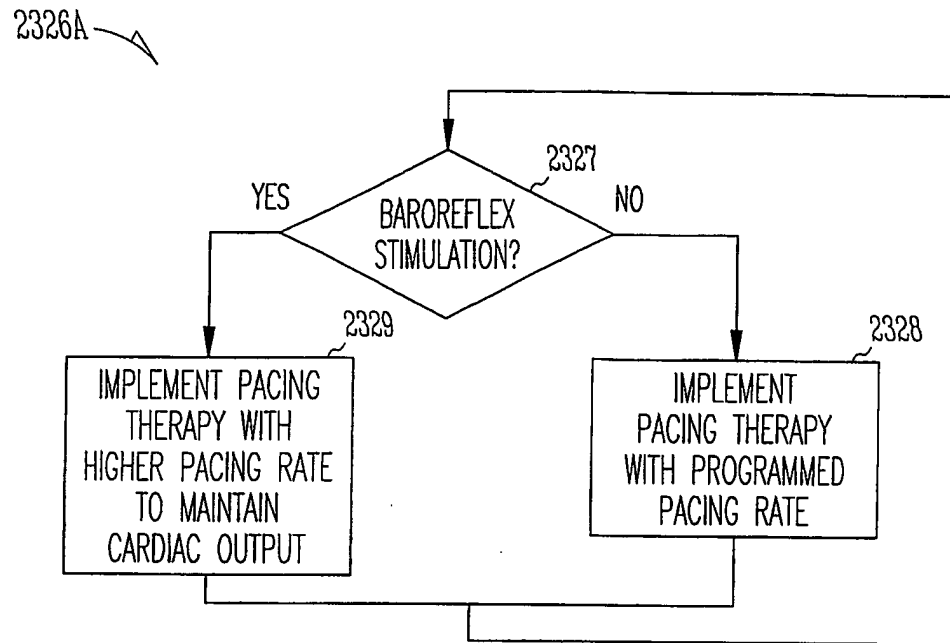 2326A
2327
YES
NO
BAROREFLEX
STIMULATION?
2329
IMPLEMENT PACING
THERAPY WITH
HIGHER PACING RATE
TO MAINTAIN
CARDIAC OUTPUT
2328
IMPLEMENT
PACING THERAPY
WITH PROGRAMMED
PACING RATE